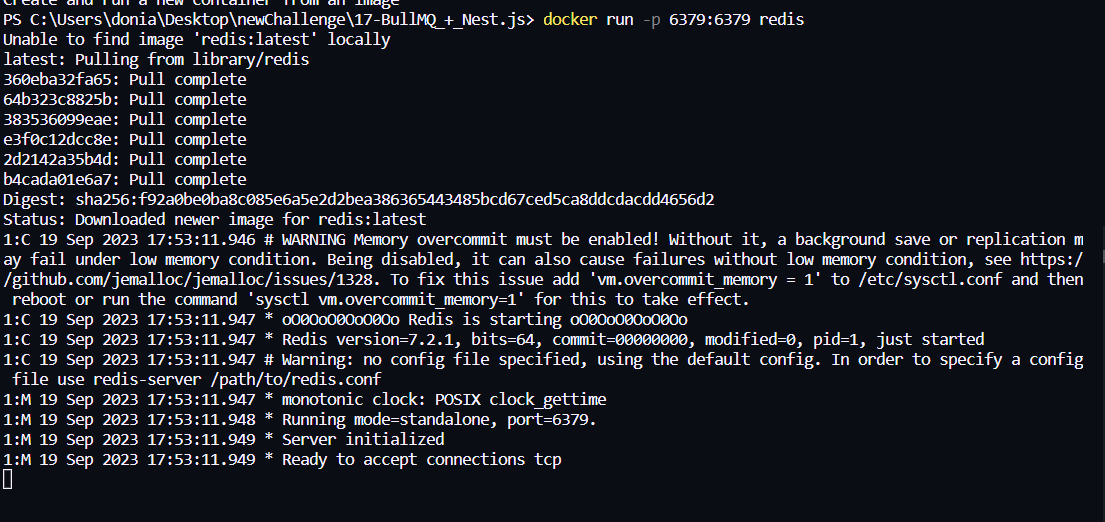 Create and run a new container from an image
PS C:\Users\donia\Desktop\newChallenge\17-BullMQ_+_Nest.js> docker run -p 6379:6379 redis
Unable to find image 'redis:latest' locally
latest: Pulling from library/redis
360eba32fa65: Pull complete
64b323c8825b: Pull complete
383536099eae: Pull complete
e3f0c12dcc8e: Pull complete
2d2142a35b4d: Pull complete
b4cada01e6a7: Pull complete
Digest: sha256:f92a0be0ba8c085e6a5e2d2bea386365443485bcd67ced5ca8ddcdacdd4656d2
Status: Downloaded newer image for redis:latest
1:C 19 Sep 2023 17:53:11.946 # WARNING Memory overcommit must be enabled! Without it, a background save or replication m
ay fail under low memory condition. Being disabled, it can also cause failures without low memory condition, see https:/
/github.com/jemalloc/jemalloc/issues/1328. To fix this issue add 'vm.overcommit_memory = 1' to /etc/sysctl.conf and then
 reboot or run the command 'sysctl vm.overcommit_memory=1' for this to take effect.
1:C 19 Sep 2023 17:53:11.947 * oO0OoO0OoO0Oo Redis is starting oO0OoO0OoO0Oo
1:C 19 Sep 2023 17:53:11.947 * Redis version=7.2.1, bits=64, commit=00000000, modified=0, pid=1, just started
1:C 19 Sep 2023 17:53:11.947 # Warning: no config file specified, using the default config. In order to specify a config
 file use redis-server /path/to/redis.conf
1:M 19 Sep 2023 17:53:11.947 * monotonic clock: POSIX clock_gettime
1:M 19 Sep 2023 17:53:11.948 * Running mode=standalone, port=6379.
1:M 19 Sep 2023 17:53:11.949 * Server initialized
1:M 19 Sep 2023 17:53:11.949 * Ready to accept connections tcp